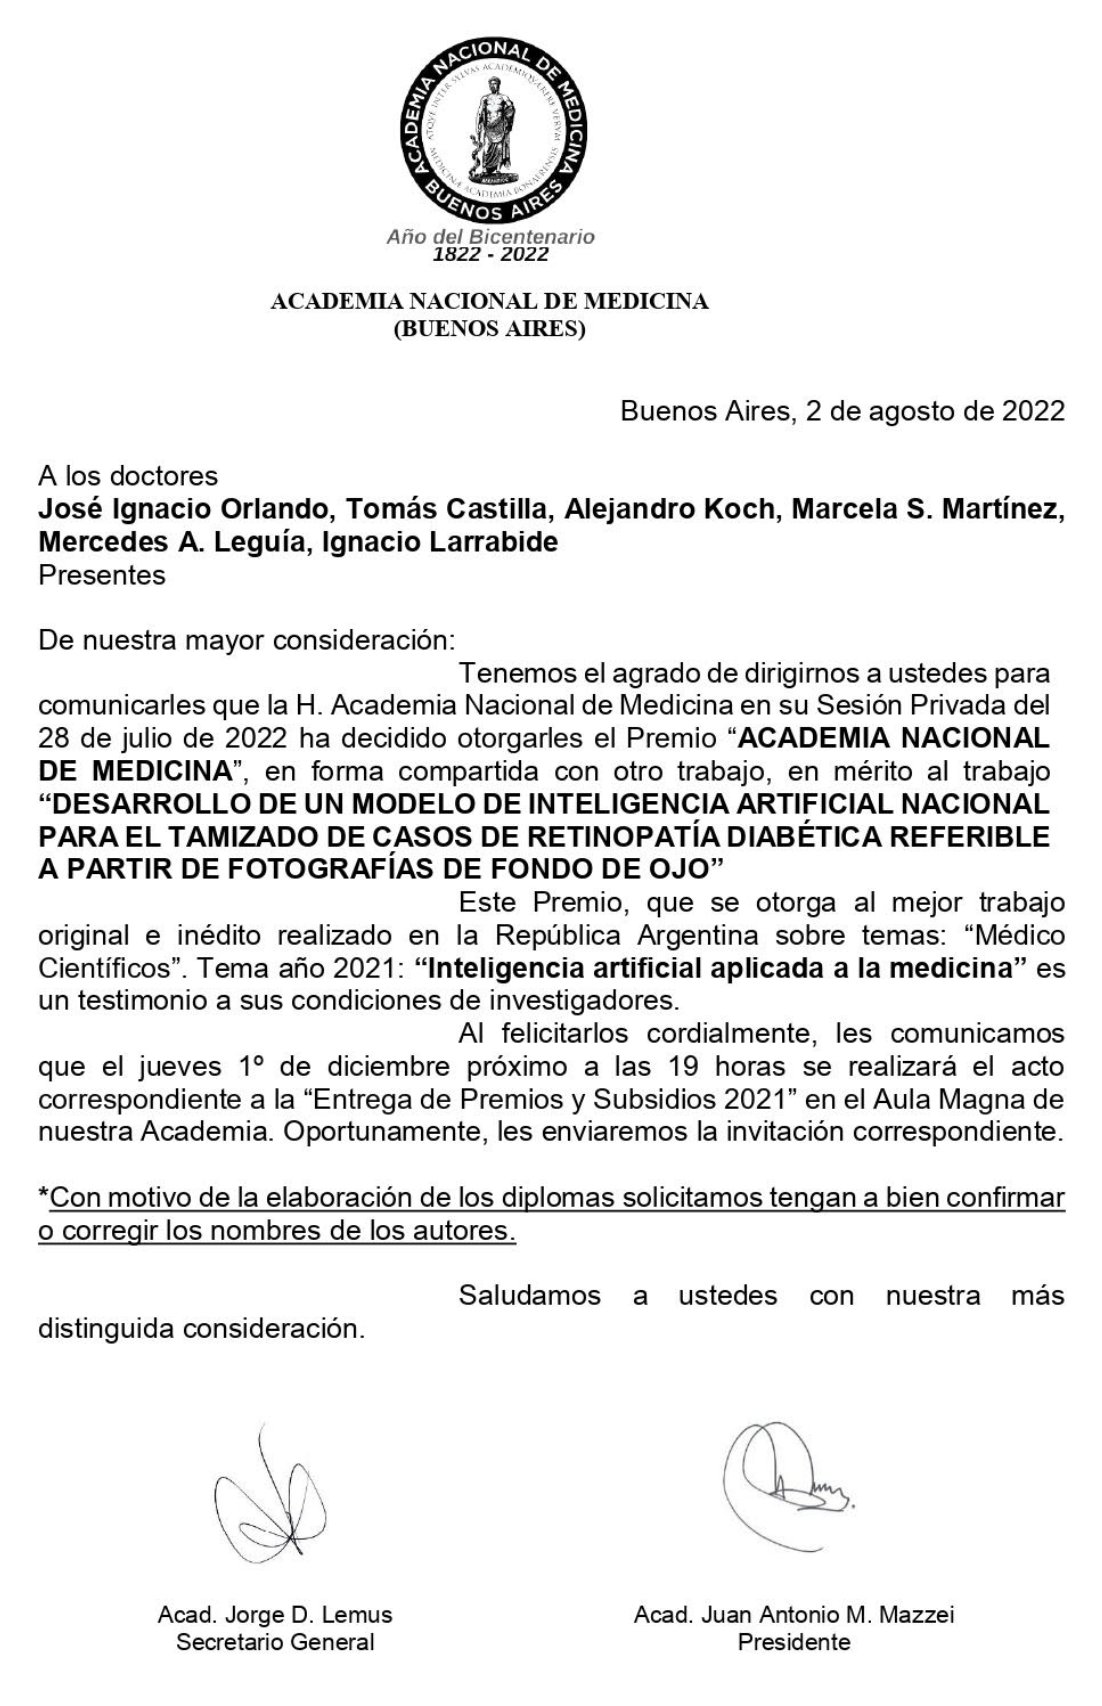 ACADEMIA NACIONAL DE MEDICINA
BUENOS AIRES
ATQVE INTER SYLVAS ACADEMI QVÆRERE VERVM
MEDICINÆ ACADEMIA BONAERENSIS
Año del Bicentenario
1822 - 2022
ACADEMIA NACIONAL DE MEDICINA
(BUENOS AIRES)
Buenos Aires, 2 de agosto de 2022
A los doctores
José Ignacio Orlando, Tomás Castilla, Alejandro Koch, Marcela S. Martínez,
Mercedes A. Leguía, Ignacio Larrabide
Presentes
De nuestra mayor consideración:
Tenemos el agrado de dirigirnos a ustedes para
comunicarles que la H. Academia Nacional de Medicina en su Sesión Privada del
28 de julio de 2022 ha decidido otorgarles el Premio “ACADEMIA NACIONAL
DE MEDICINA”, en forma compartida con otro trabajo, en mérito al trabajo
“DESARROLLO DE UN MODELO DE INTELIGENCIA ARTIFICIAL NACIONAL
PARA EL TAMIZADO DE CASOS DE RETINOPATÍA DIABÉTICA REFERIBLE
A PARTIR DE FOTOGRAFÍAS DE FONDO DE OJO”
Este Premio, que se otorga al mejor trabajo
original e inédito realizado en la República Argentina sobre temas: “Médico
Científicos”. Tema año 2021: “Inteligencia artificial aplicada a la medicina” es
un testimonio a sus condiciones de investigadores.
Al felicitarlos cordialmente, les comunicamos
que el jueves 1º de diciembre próximo a las 19 horas se realizará el acto
correspondiente a la “Entrega de Premios y Subsidios 2021” en el Aula Magna de
nuestra Academia. Oportunamente, les enviaremos la invitación correspondiente.
*Con motivo de la elaboración de los diplomas solicitamos tengan a bien confirmar
o corregir los nombres de los autores.
Saludamos a ustedes con nuestra más
distinguida consideración.
Acad. Jorge D. Lemus
Secretario General
Acad. Juan Antonio M. Mazzei
Presidente